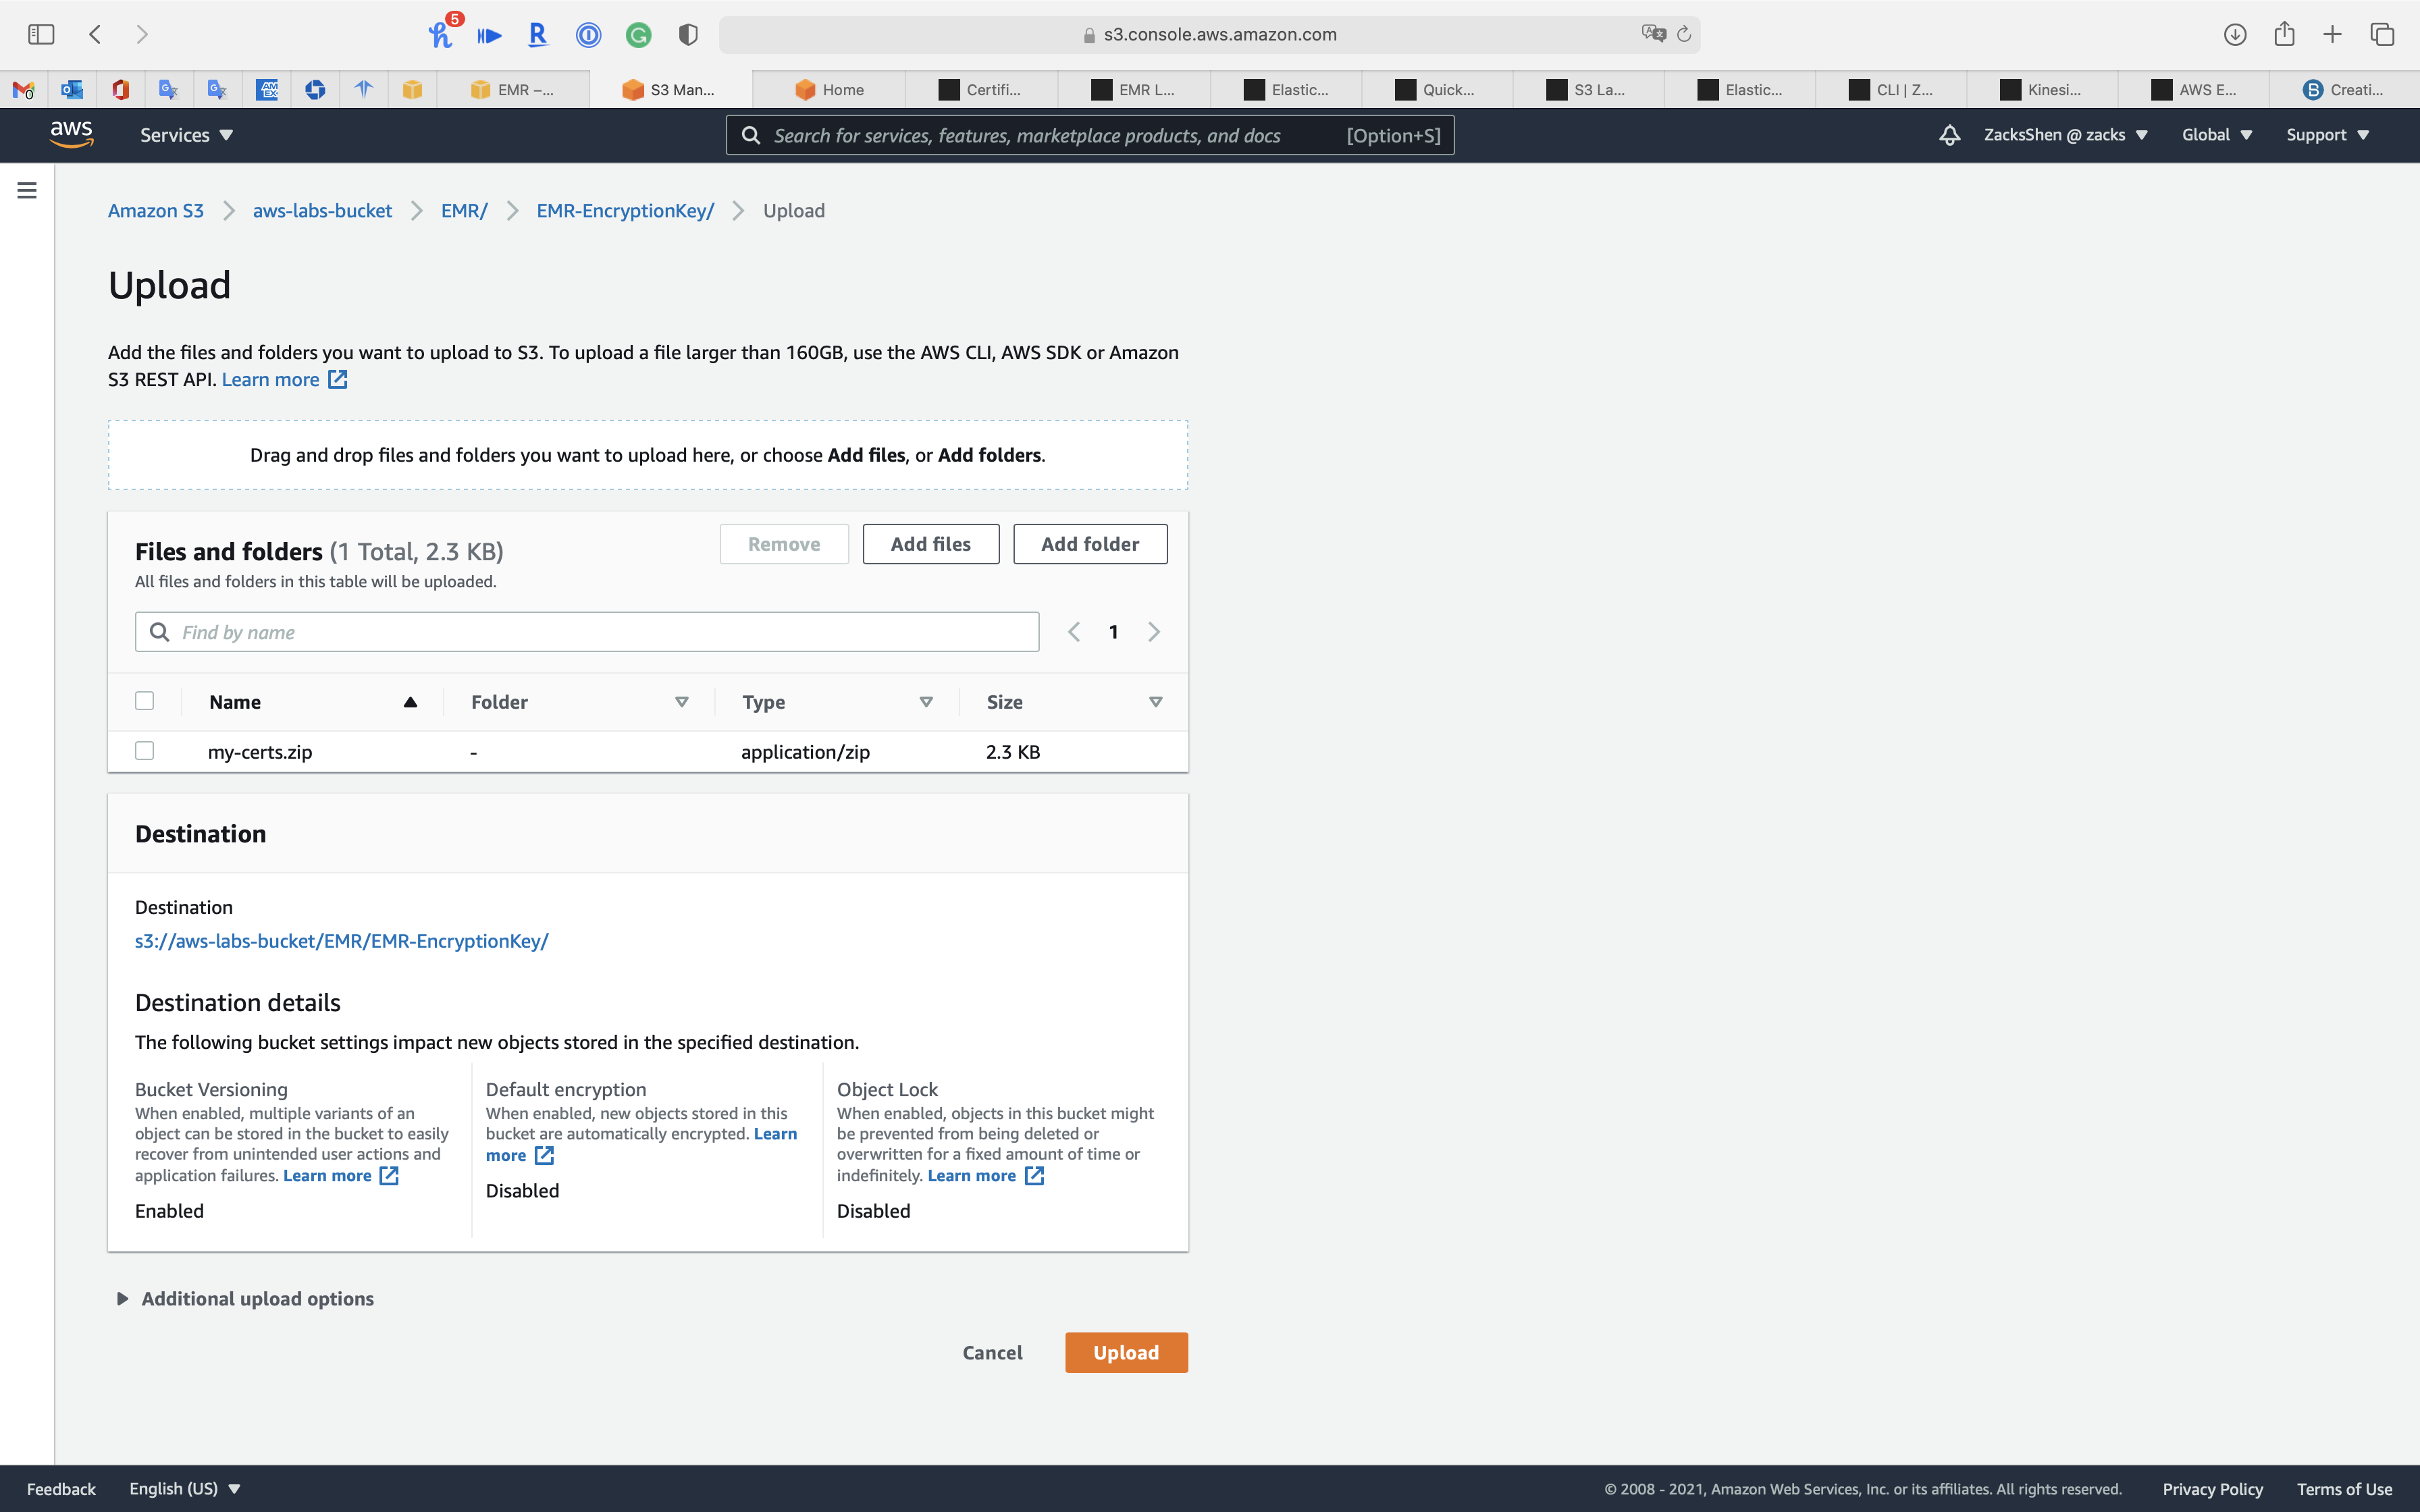 5
s3.console.aws.amazon.com
EMR –...
S3 Man...
Home
Certifi...
EMR L...
Elastic...
Quick...
S3 La...
Elastic...
CLI | Z...
Kinesi...
AWS E...
Creati...
aws
Services
Search for services, features, marketplace products, and docs [Option+S]
ZacksShen @ zacks
Global
Support
Amazon S3 > aws-labs-bucket > EMR/ > EMR-EncryptionKey/ > Upload
Upload
Add the files and folders you want to upload to S3. To upload a file larger than 160GB, use the AWS CLI, AWS SDK or Amazon
S3 REST API. Learn more
Drag and drop files and folders you want to upload here, or choose Add files, or Add folders.
Files and folders (1 Total, 2.3 KB)
Remove
Add files
Add folder
All files and folders in this table will be uploaded.
Find by name
1
Name Folder Type Size
my-certs.zip - application/zip 2.3 KB
Destination
Destination
s3://aws-labs-bucket/EMR/EMR-EncryptionKey/
Destination details
The following bucket settings impact new objects stored in the specified destination.
Bucket Versioning
When enabled, multiple variants of an
object can be stored in the bucket to easily
recover from unintended user actions and
application failures. Learn more
Enabled
Default encryption
When enabled, new objects stored in this
bucket are automatically encrypted. Learn
more
Disabled
Object Lock
When enabled, objects in this bucket might
be prevented from being deleted or
overwritten for a fixed amount of time or
indefinitely. Learn more
Disabled
Additional upload options
Cancel
Upload
Feedback
English (US)
© 2008 - 2021, Amazon Web Services, Inc. or its affiliates. All rights reserved.
Privacy Policy
Terms of Use